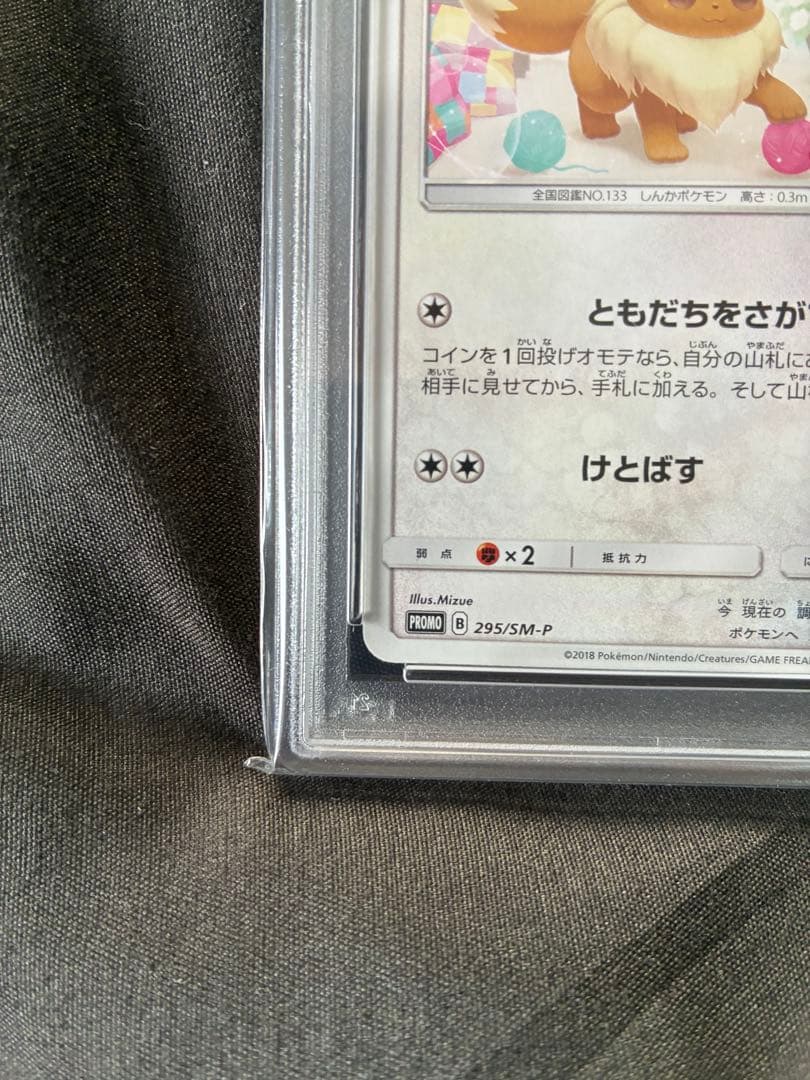 全国図鑑NO.133 しんかポケモン 高さ:0.3m
ともだちをさが
かい な じぶん やまふだ
コインを1回投げオモテなら、自分の山札に
あいて み てふだ くわ
相手に見せてから、手札に加える。そして山
けとばす
弱点 ×2 抵抗力
Illus.Mizue
いま げんざい
今 現在の 調
PROMO B 295/SM-P
ポケモンへ
©2018 Pokémon/Nintendo/Creatures/GAME FREA